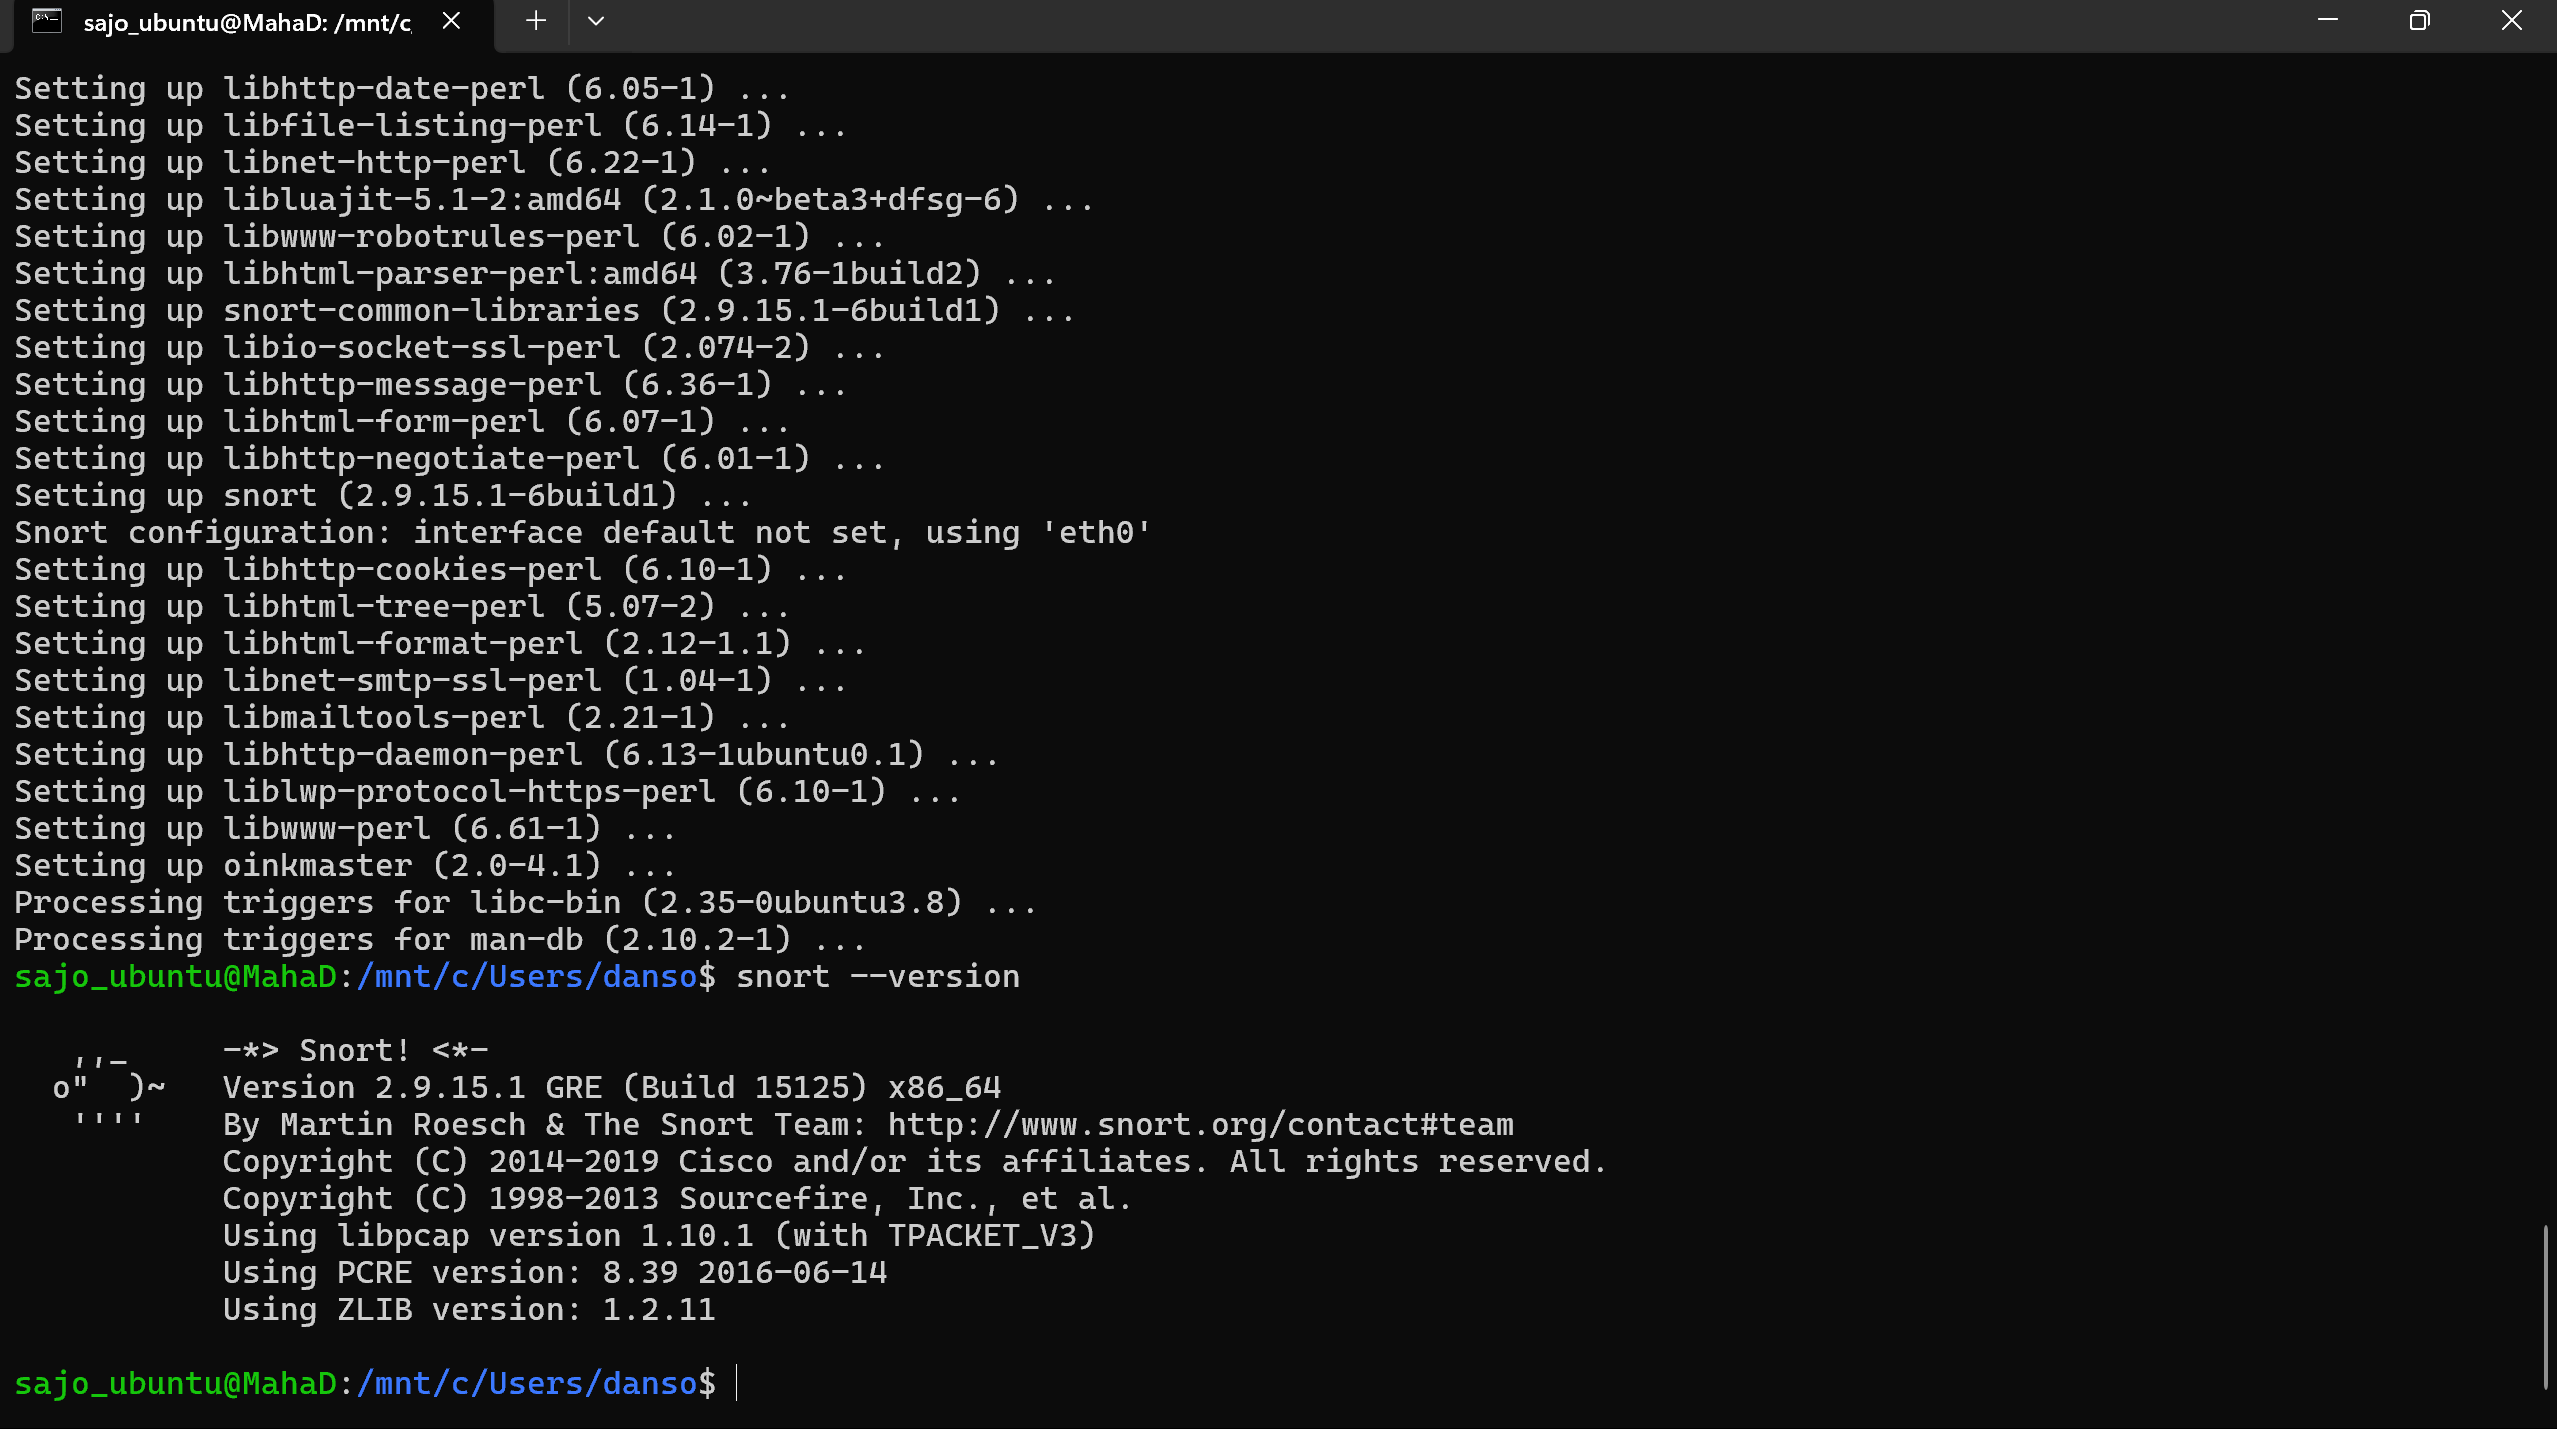 sajo_ubuntu@MahaD: /mnt/c
Setting up libhttp-date-perl (6.05-1) ...
Setting up libfile-listing-perl (6.14-1) ...
Setting up libnet-http-perl (6.22-1) ...
Setting up libluajit-5.1-2:amd64 (2.1.0~beta3+dfsg-6) ...
Setting up libwww-robotrules-perl (6.02-1) ...
Setting up libhtml-parser-perl:amd64 (3.76-1build2) ...
Setting up snort-common-libraries (2.9.15.1-6build1) ...
Setting up libio-socket-ssl-perl (2.074-2) ...
Setting up libhttp-message-perl (6.36-1) ...
Setting up libhtml-form-perl (6.07-1) ...
Setting up libhttp-negotiate-perl (6.01-1) ...
Setting up snort (2.9.15.1-6build1) ...
Snort configuration: interface default not set, using 'eth0'
Setting up libhttp-cookies-perl (6.10-1) ...
Setting up libhtml-tree-perl (5.07-2) ...
Setting up libhtml-format-perl (2.12-1.1) ...
Setting up libnet-smtp-ssl-perl (1.04-1) ...
Setting up libmailtools-perl (2.21-1) ...
Setting up libhttp-daemon-perl (6.13-1ubuntu0.1) ...
Setting up liblwp-protocol-https-perl (6.10-1) ...
Setting up libwww-perl (6.61-1) ...
Setting up oinkmaster (2.0-4.1) ...
Processing triggers for libc-bin (2.35-0ubuntu3.8) ...
Processing triggers for man-db (2.10.2-1) ...
sajo_ubuntu@MahaD:/mnt/c/Users/danso$ snort --version
   ,,_     -*> Snort! <*-
  o"  )~   Version 2.9.15.1 GRE (Build 15125) x86_64
   ''''    By Martin Roesch & The Snort Team: http://www.snort.org/contact#team
           Copyright (C) 2014-2019 Cisco and/or its affiliates. All rights reserved.
           Copyright (C) 1998-2013 Sourcefire, Inc., et al.
           Using libpcap version 1.10.1 (with TPACKET_V3)
           Using PCRE version: 8.39 2016-06-14
           Using ZLIB version: 1.2.11
sajo_ubuntu@MahaD:/mnt/c/Users/danso$